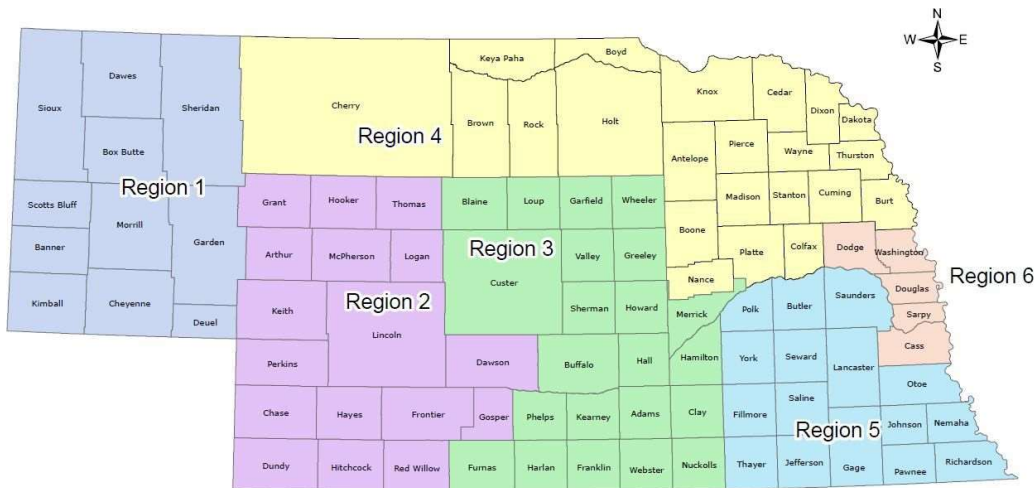 N
W E
S
Keya Paha Boyd
Dawes Knox Cedar
Sioux Sheridan Cherry Brown Rock Holt Dixon Dakota
Region 4
Box Butte Antelope Pierce Wayne Thurston
Region 1
Scotts Bluff Grant Hooker Thomas Blaine Loup Garfield Wheeler Madison Stanton Cuming Burt
Morrill Boone
Banner Garden Arthur McPherson Logan Region 3 Valley Greeley Platte Colfax Dodge Washington
Nance Region 6
Custer Douglas
Kimball Cheyenne Keith Region 2 Sherman Howard Merrick Polk Butler Saunders Sarpy
Deuel Lincoln
Perkins Dawson Buffalo Hall Hamilton York Seward Lancaster Cass
Otoe
Chase Hayes Frontier Gosper Phelps Kearney Adams Clay Fillmore Saline
Region 5 Johnson Nemaha
Dundy Hitchcock Red Willow Furnas Harlan Franklin Webster Nuckolls Thayer Jefferson Gage Pawnee Richardson